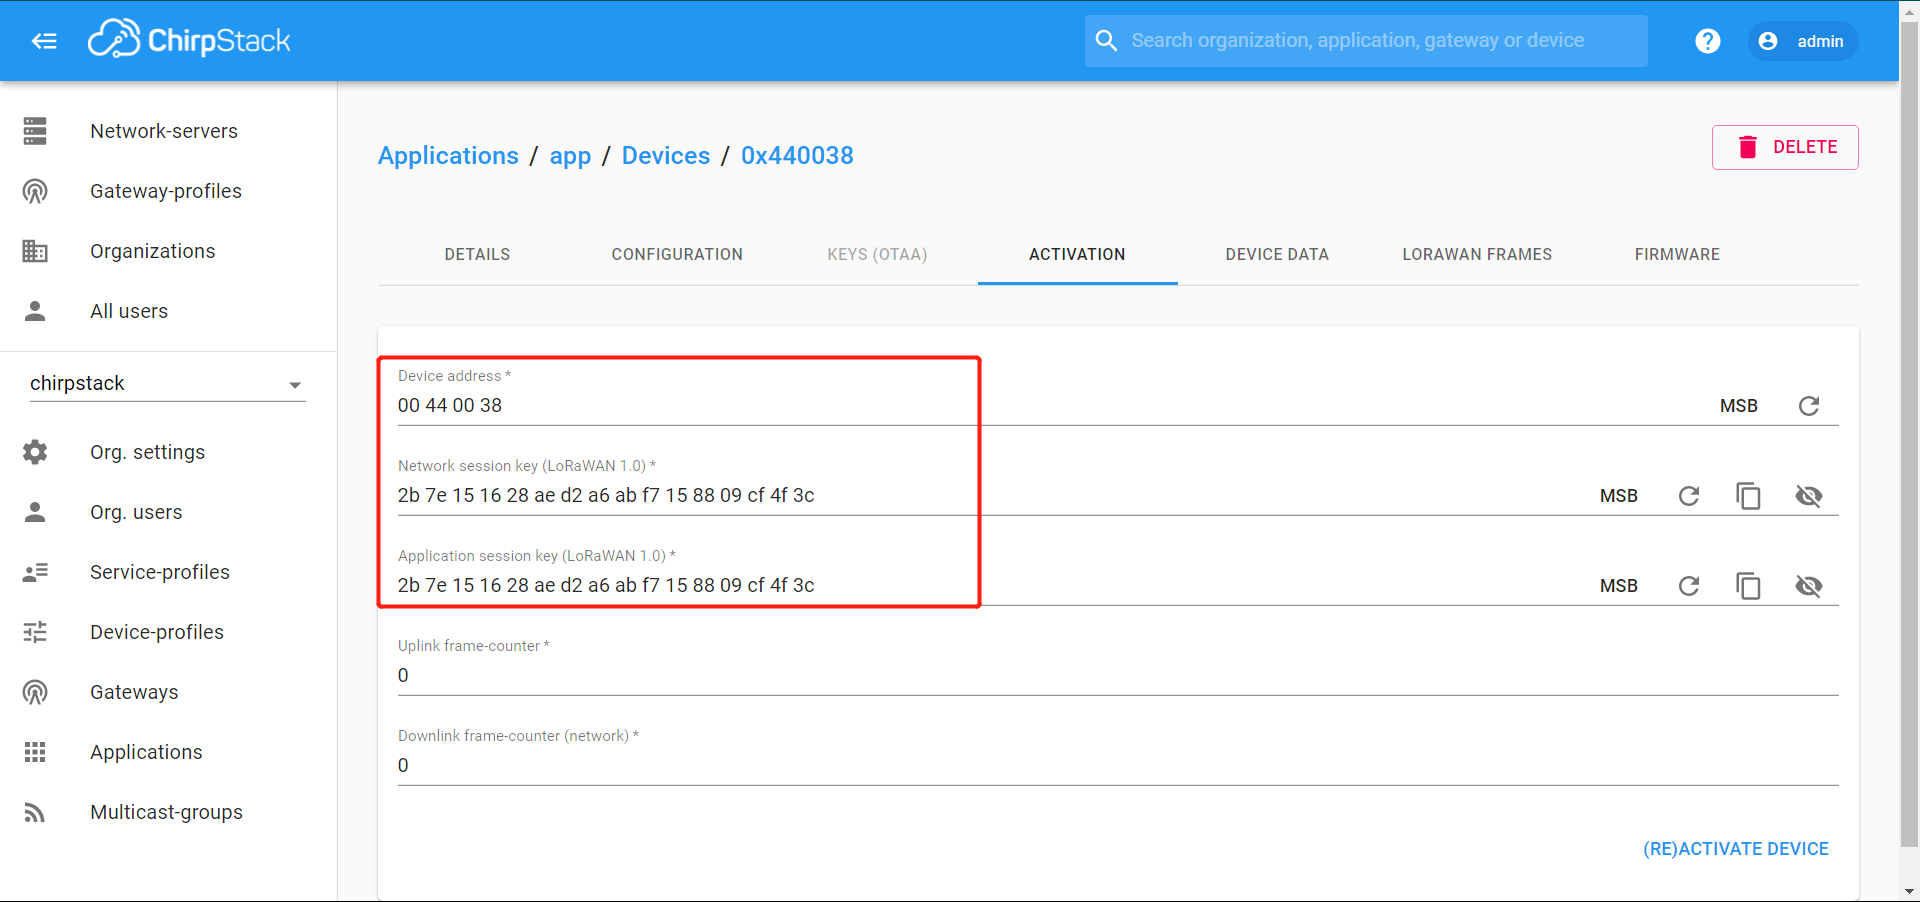 ChirpStack
Search organization, application, gateway or device
?
admin
Network-servers
Gateway-profiles
Organizations
All users
chirpstack
Org. settings
Org. users
Service-profiles
Device-profiles
Gateways
Applications
Multicast-groups
Applications / app / Devices / 0x440038
DELETE
DETAILS CONFIGURATION KEYS (OTAA) ACTIVATION DEVICE DATA LORAWAN FRAMES FIRMWARE
Device address *
00 44 00 38 MSB
Network session key (LoRaWAN 1.0) *
2b 7e 15 16 28 ae d2 a6 ab f7 15 88 09 cf 4f 3c MSB
Application session key (LoRaWAN 1.0) *
2b 7e 15 16 28 ae d2 a6 ab f7 15 88 09 cf 4f 3c MSB
Uplink frame-counter *
0
Downlink frame-counter (network) *
0
(RE)ACTIVATE DEVICE